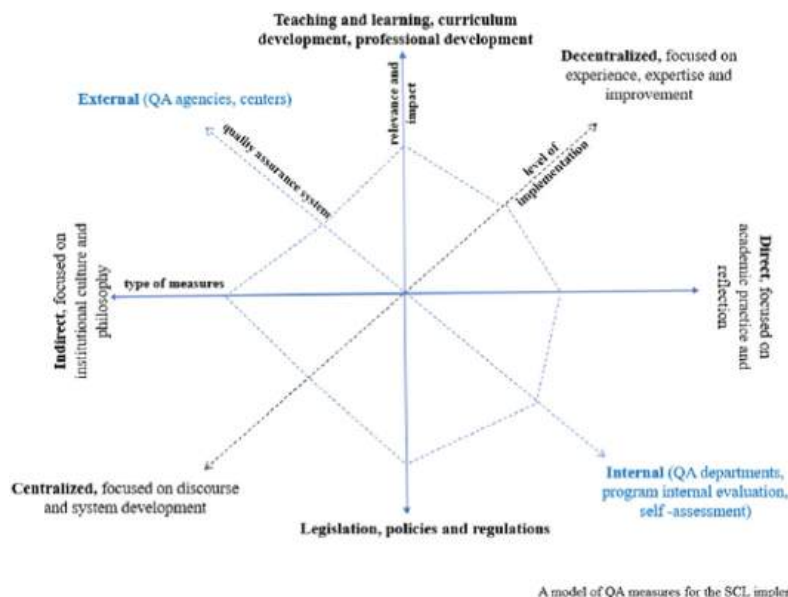 Teaching and learning, curriculum
development, professional development
Decentralized, focused on
experience, expertise and
improvement
External (QA agencies, centers)
relevance and
impact
quality assurance system
level of
implementation
Indirect, focused on
institutional culture and
philosophy
type of measures
Direct, focused on
academic practice and
reflection
Centralized, focused on discourse
and system development
Internal (QA departments,
program internal evaluation,
self -assessment)
Legislation, policies and regulations
A model of QA measures for the SCL imple